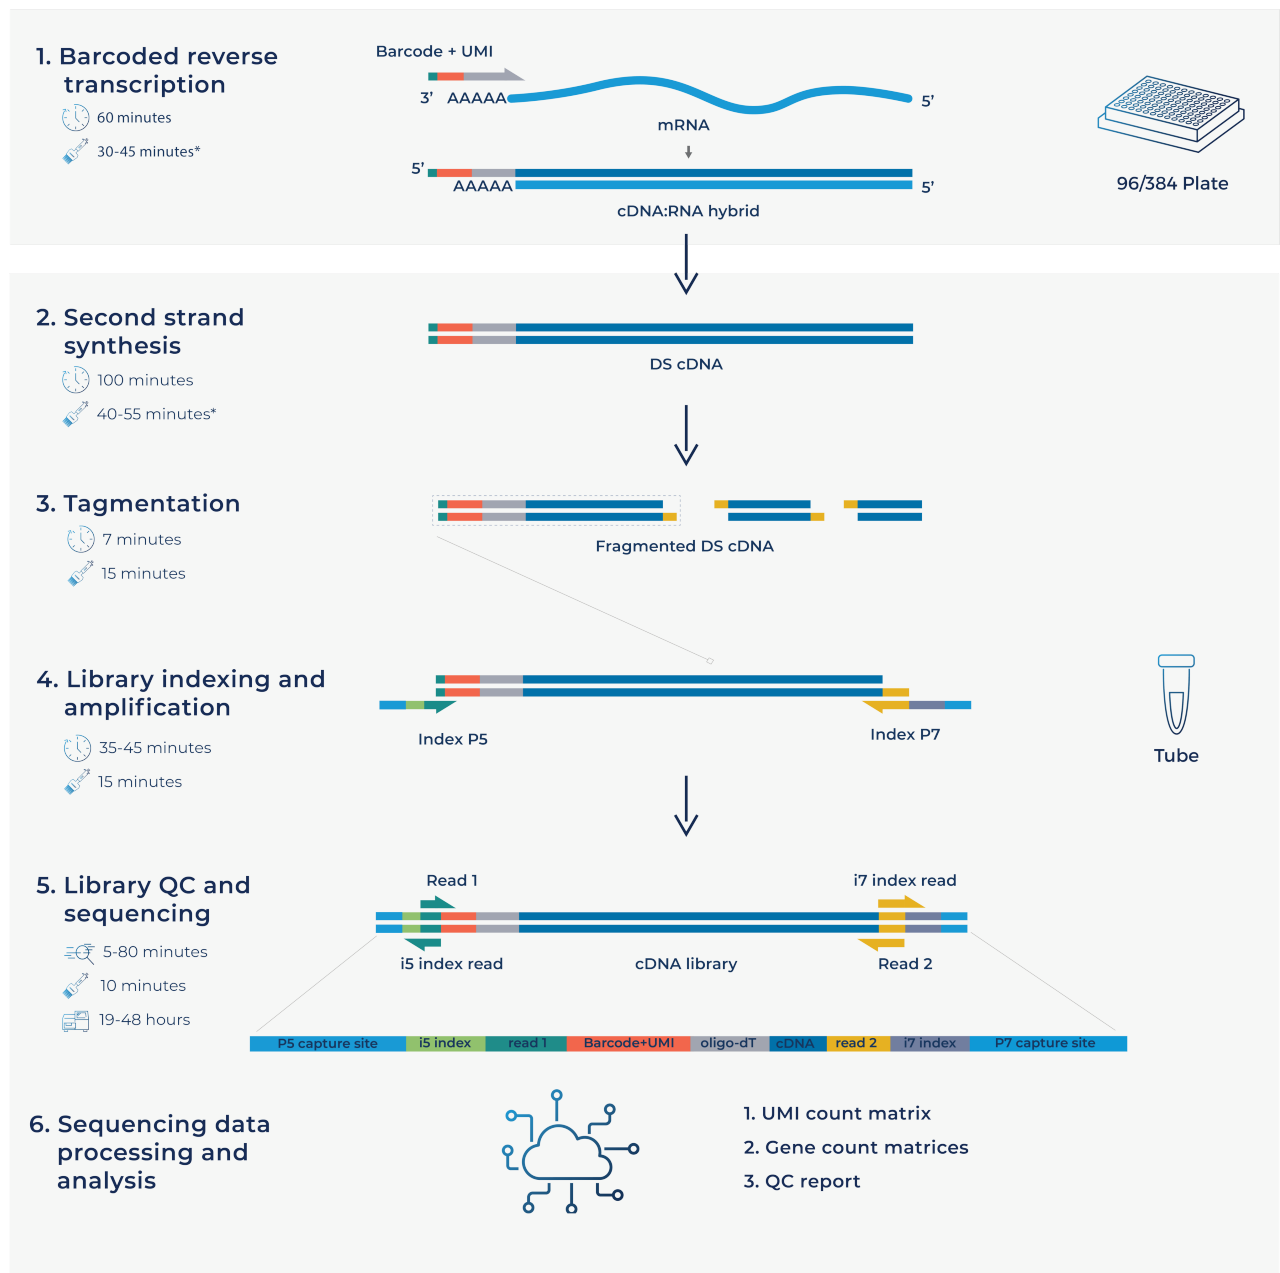 1. Barcoded reverse
transcription
60 minutes
30-45 minutes*
Barcode + UMI
3’ AAAAA
5’
mRNA
5’
AAAAA
5’
cDNA:RNA hybrid
96/384 Plate
2. Second strand
synthesis
100 minutes
40-55 minutes*
DS cDNA
3. Tagmentation
7 minutes
15 minutes
Fragmented DS cDNA
4. Library indexing and
amplification
35-45 minutes
15 minutes
Index P5
Index P7
Tube
5. Library QC and
sequencing
5-80 minutes
10 minutes
19-48 hours
Read 1
i7 index read
i5 index read
cDNA library
Read 2
P5 capture site i5 index read 1 Barcode+UMI oligo-dT cDNA read 2 i7 index P7 capture site
6. Sequencing data
processing and
analysis
1. UMI count matrix
2. Gene count matrices
3. QC report